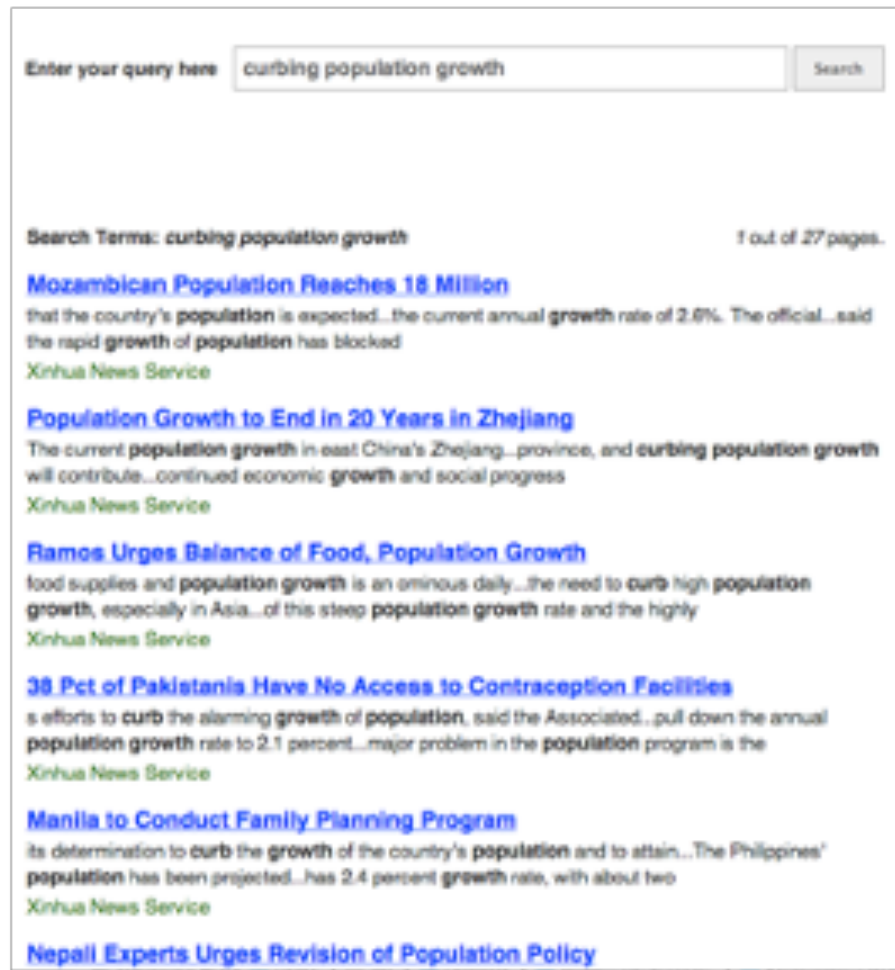 Enter your query here curbing population growth Search
Search Terms: curbing population growth 1 out of 27 pages.
Mozambican Population Reaches 18 Million
that the country's population is expected...the current annual growth rate of 2.6%. The official...said
the rapid growth of population has blocked
Xinhua News Service
Population Growth to End in 20 Years in Zhejiang
The current population growth in east China's Zhejiang...province, and curbing population growth
will contribute...continued economic growth and social progress
Xinhua News Service
Ramos Urges Balance of Food, Population Growth
food supplies and population growth is an ominous daily...the need to curb high population
growth, especially in Asia...of this steep population growth rate and the highly
Xinhua News Service
38 Pct of Pakistanis Have No Access to Contraception Facilities
s efforts to curb the alarming growth of population, said the Associated...pull down the annual
population growth rate to 2.1 percent...major problem in the population program is the
Xinhua News Service
Manila to Conduct Family Planning Program
its determination to curb the growth of the country's population and to attain...The Philippines'
population has been projected...has 2.4 percent growth rate, with about two
Xinhua News Service
Nepali Experts Urges Revision of Population Policy